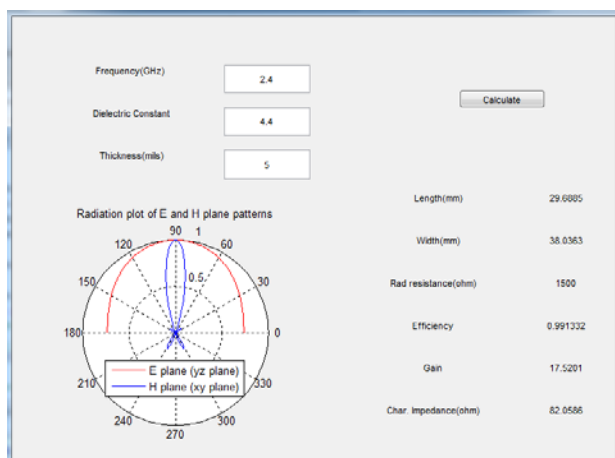 Frequency(GHz)
2.4
Dielectric Constant
4.4
Thickness(mils)
5
Calculate
Radiation plot of E and H plane patterns
90
1
120
60
150
0.5
30
180
0
210
330
240
300
270
E plane (yz plane)
H plane (xy plane)
Length(mm)
29.6885
Width(mm)
38.0363
Rad resistance(ohm)
1500
Efficiency
0.991332
Gain
17.5201
Char. Impedance(ohm)
82.0586